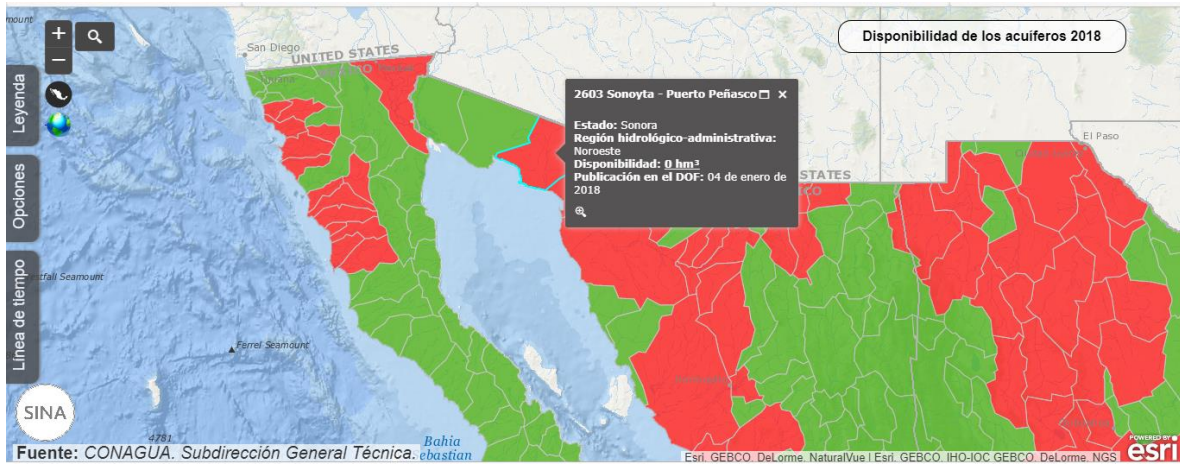 Disponibilidad de los acuíferos 2018
+
−
San Diego
UNITED STATES
Leyenda
Opciones
Línea de tiempo
2603 Sonoyta - Puerto Peñasco
Estado: Sonora
Región hidrológico-administrativa:
Noroeste
Disponibilidad: 0 hm³
Publicación en el DOF: 04 de enero de
2018
El Paso
STATES
Ferrel Seamount
SINA
4781
Bahia
Fuente: CONAGUA. Subdirección General Técnica.
ebastian
Esri, GEBCO, DeLorme, NaturalVue | Esri, GEBCO, IHO-IOC GEBCO, DeLorme, NGS
POWERED BY
esri